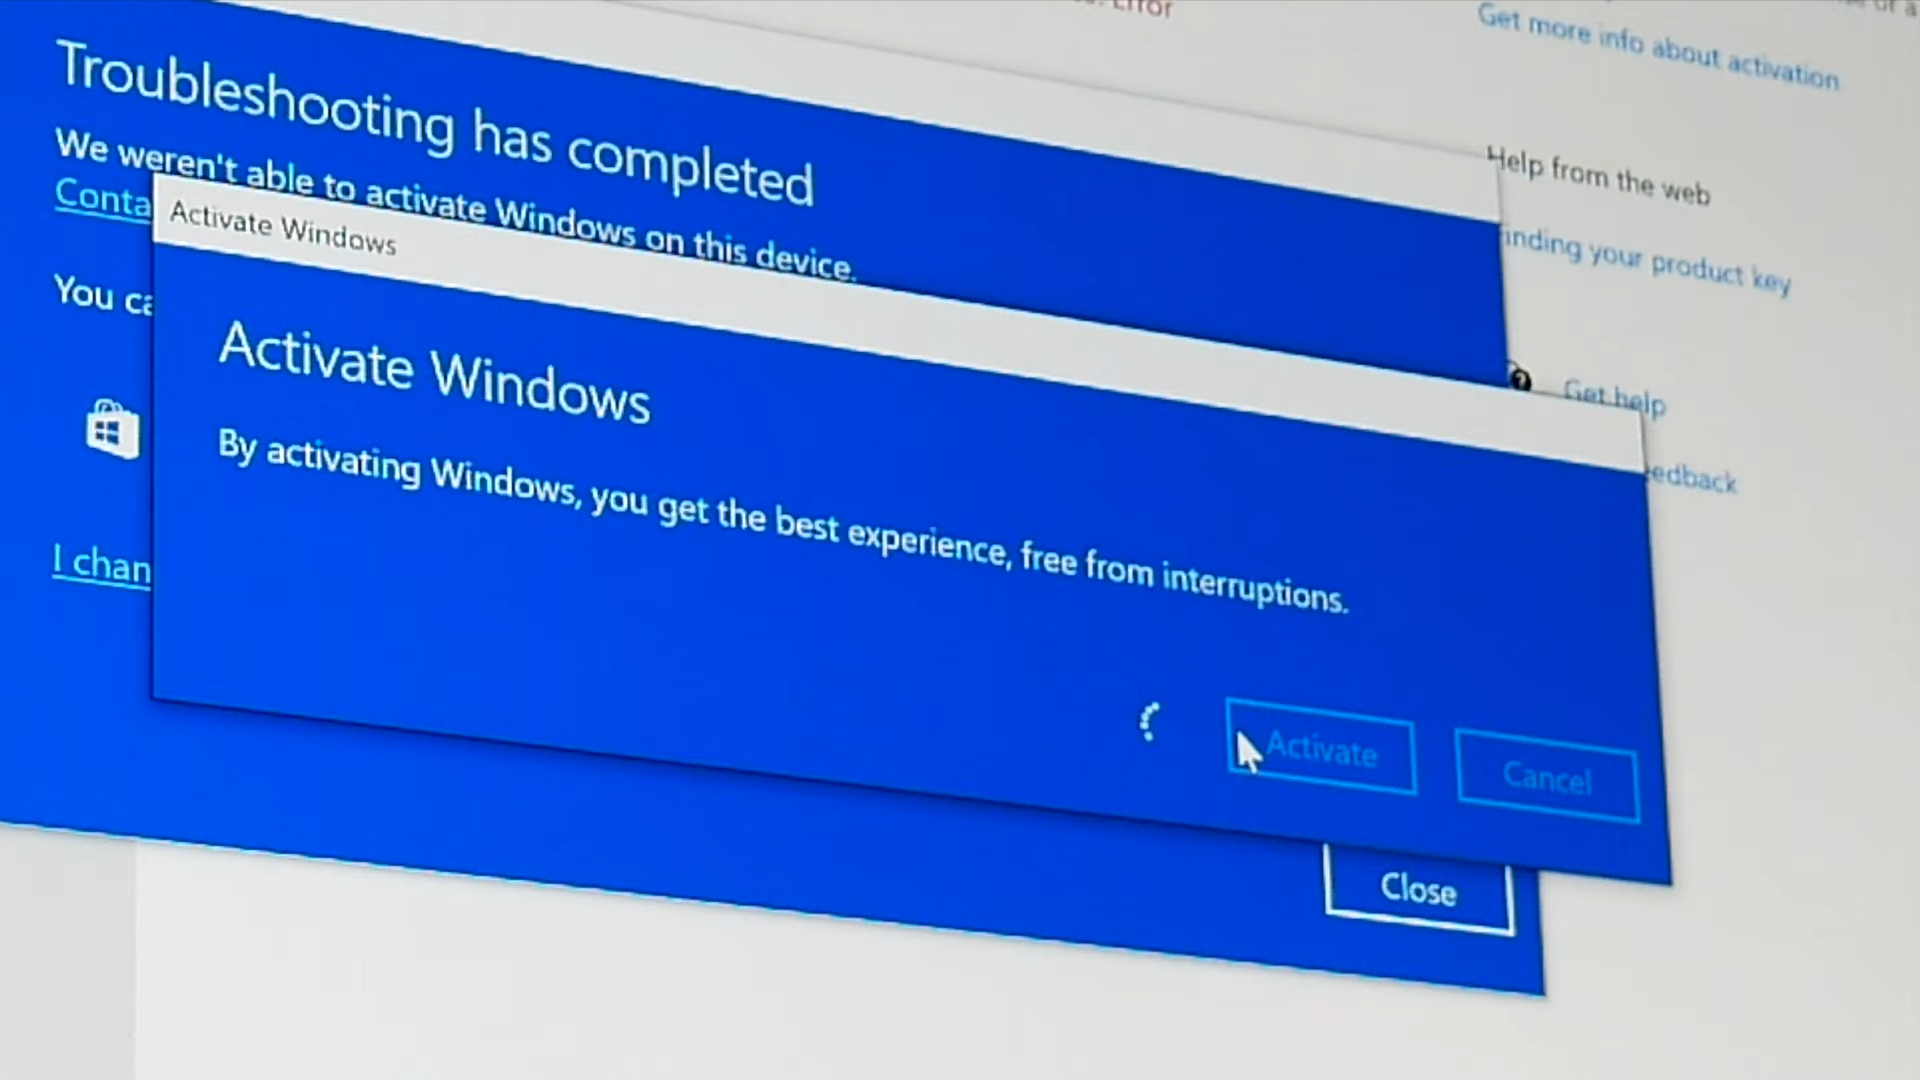 Error
Get more info about activation
Help from the web
inding your product key
Get help
edback
Troubleshooting has completed
We weren't able to activate Windows on this device.
Conta
You ca
I chan
Activate Windows
Activate Windows
By activating Windows, you get the best experience, free from interruptions.
Activate
Cancel
Close